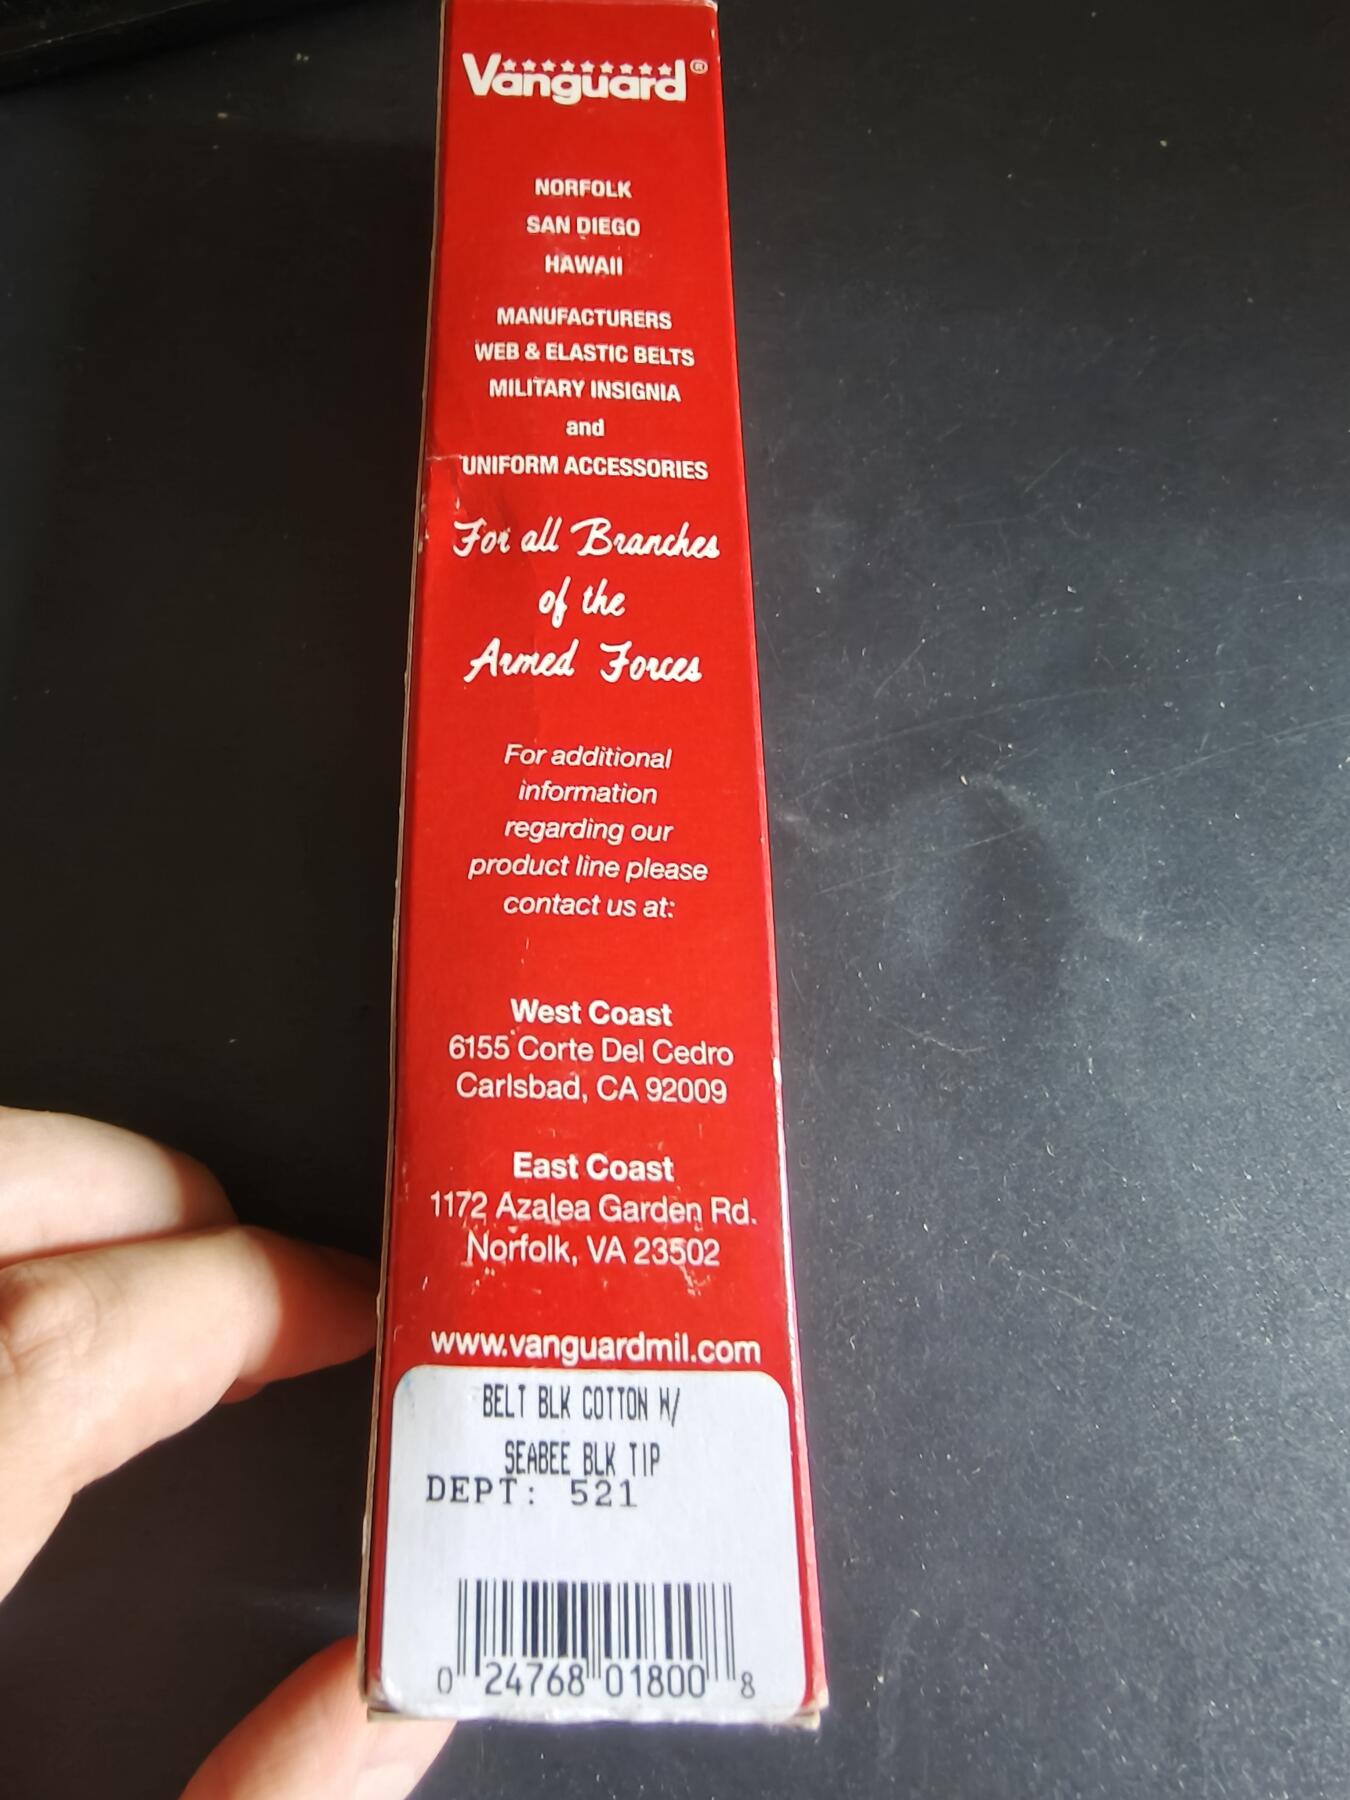 Vanguard®
NORFOLK
SAN DIEGO
HAWAII
MANUFACTURERS
WEB & ELASTIC BELTS
MILITARY INSIGNIA
and
UNIFORM ACCESSORIES
For all Branches
of the
Armed Forces
For additional
information
regarding our
product line please
contact us at:
West Coast
6155 Corte Del Cedro
Carlsbad, CA 92009
East Coast
1172 Azalea Garden Rd.
Norfolk, VA 23502
www.vanguardmil.com
BELT BLK COTTON W/
SEABEE BLK TIP
DEPT: 521
0 24768 01800 8